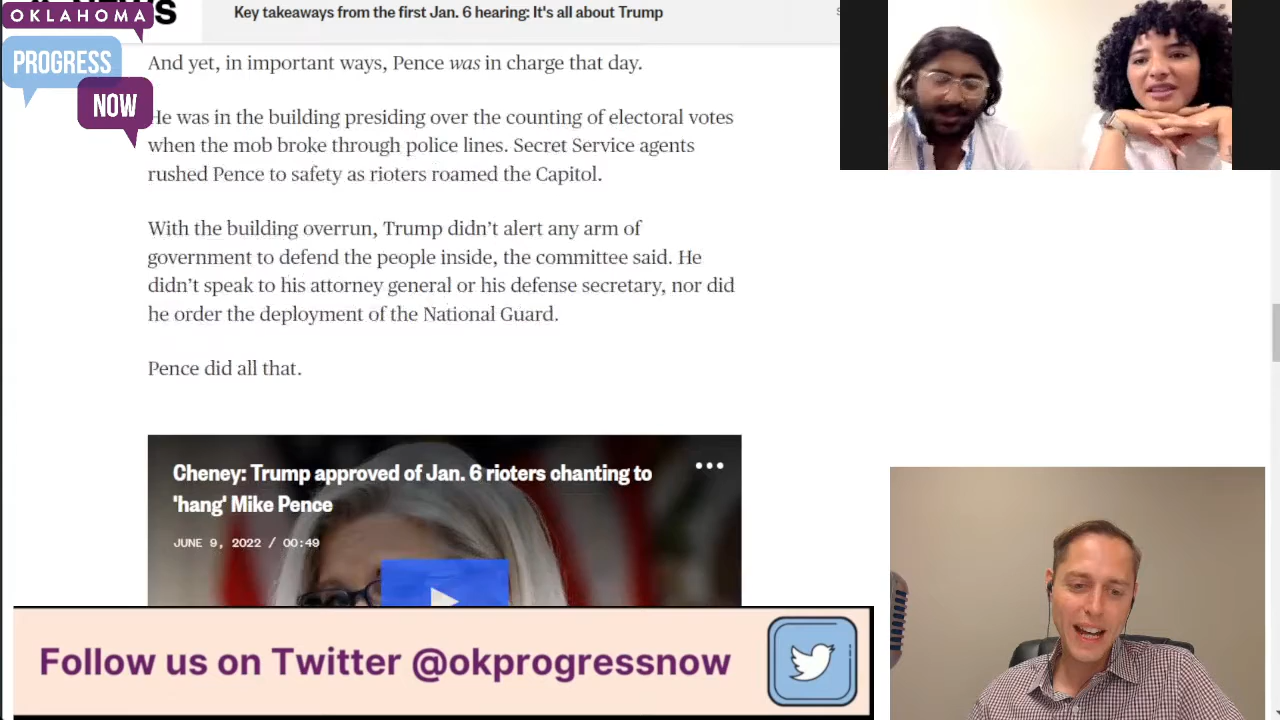 OKLAHOMA
PROGRESS
NOW
NEWS
Key takeaways from the first Jan. 6 hearing: It's all about Trump
And yet, in important ways, Pence was in charge that day.
He was in the building presiding over the counting of electoral votes
when the mob broke through police lines. Secret Service agents
rushed Pence to safety as rioters roamed the Capitol.
With the building overrun, Trump didn’t alert any arm of
government to defend the people inside, the committee said. He
didn’t speak to his attorney general or his defense secretary, nor did
he order the deployment of the National Guard.
Pence did all that.
Cheney: Trump approved of Jan. 6 rioters chanting to
'hang' Mike Pence
JUNE 9, 2022 / 00:49
Follow us on Twitter @okprogressnow